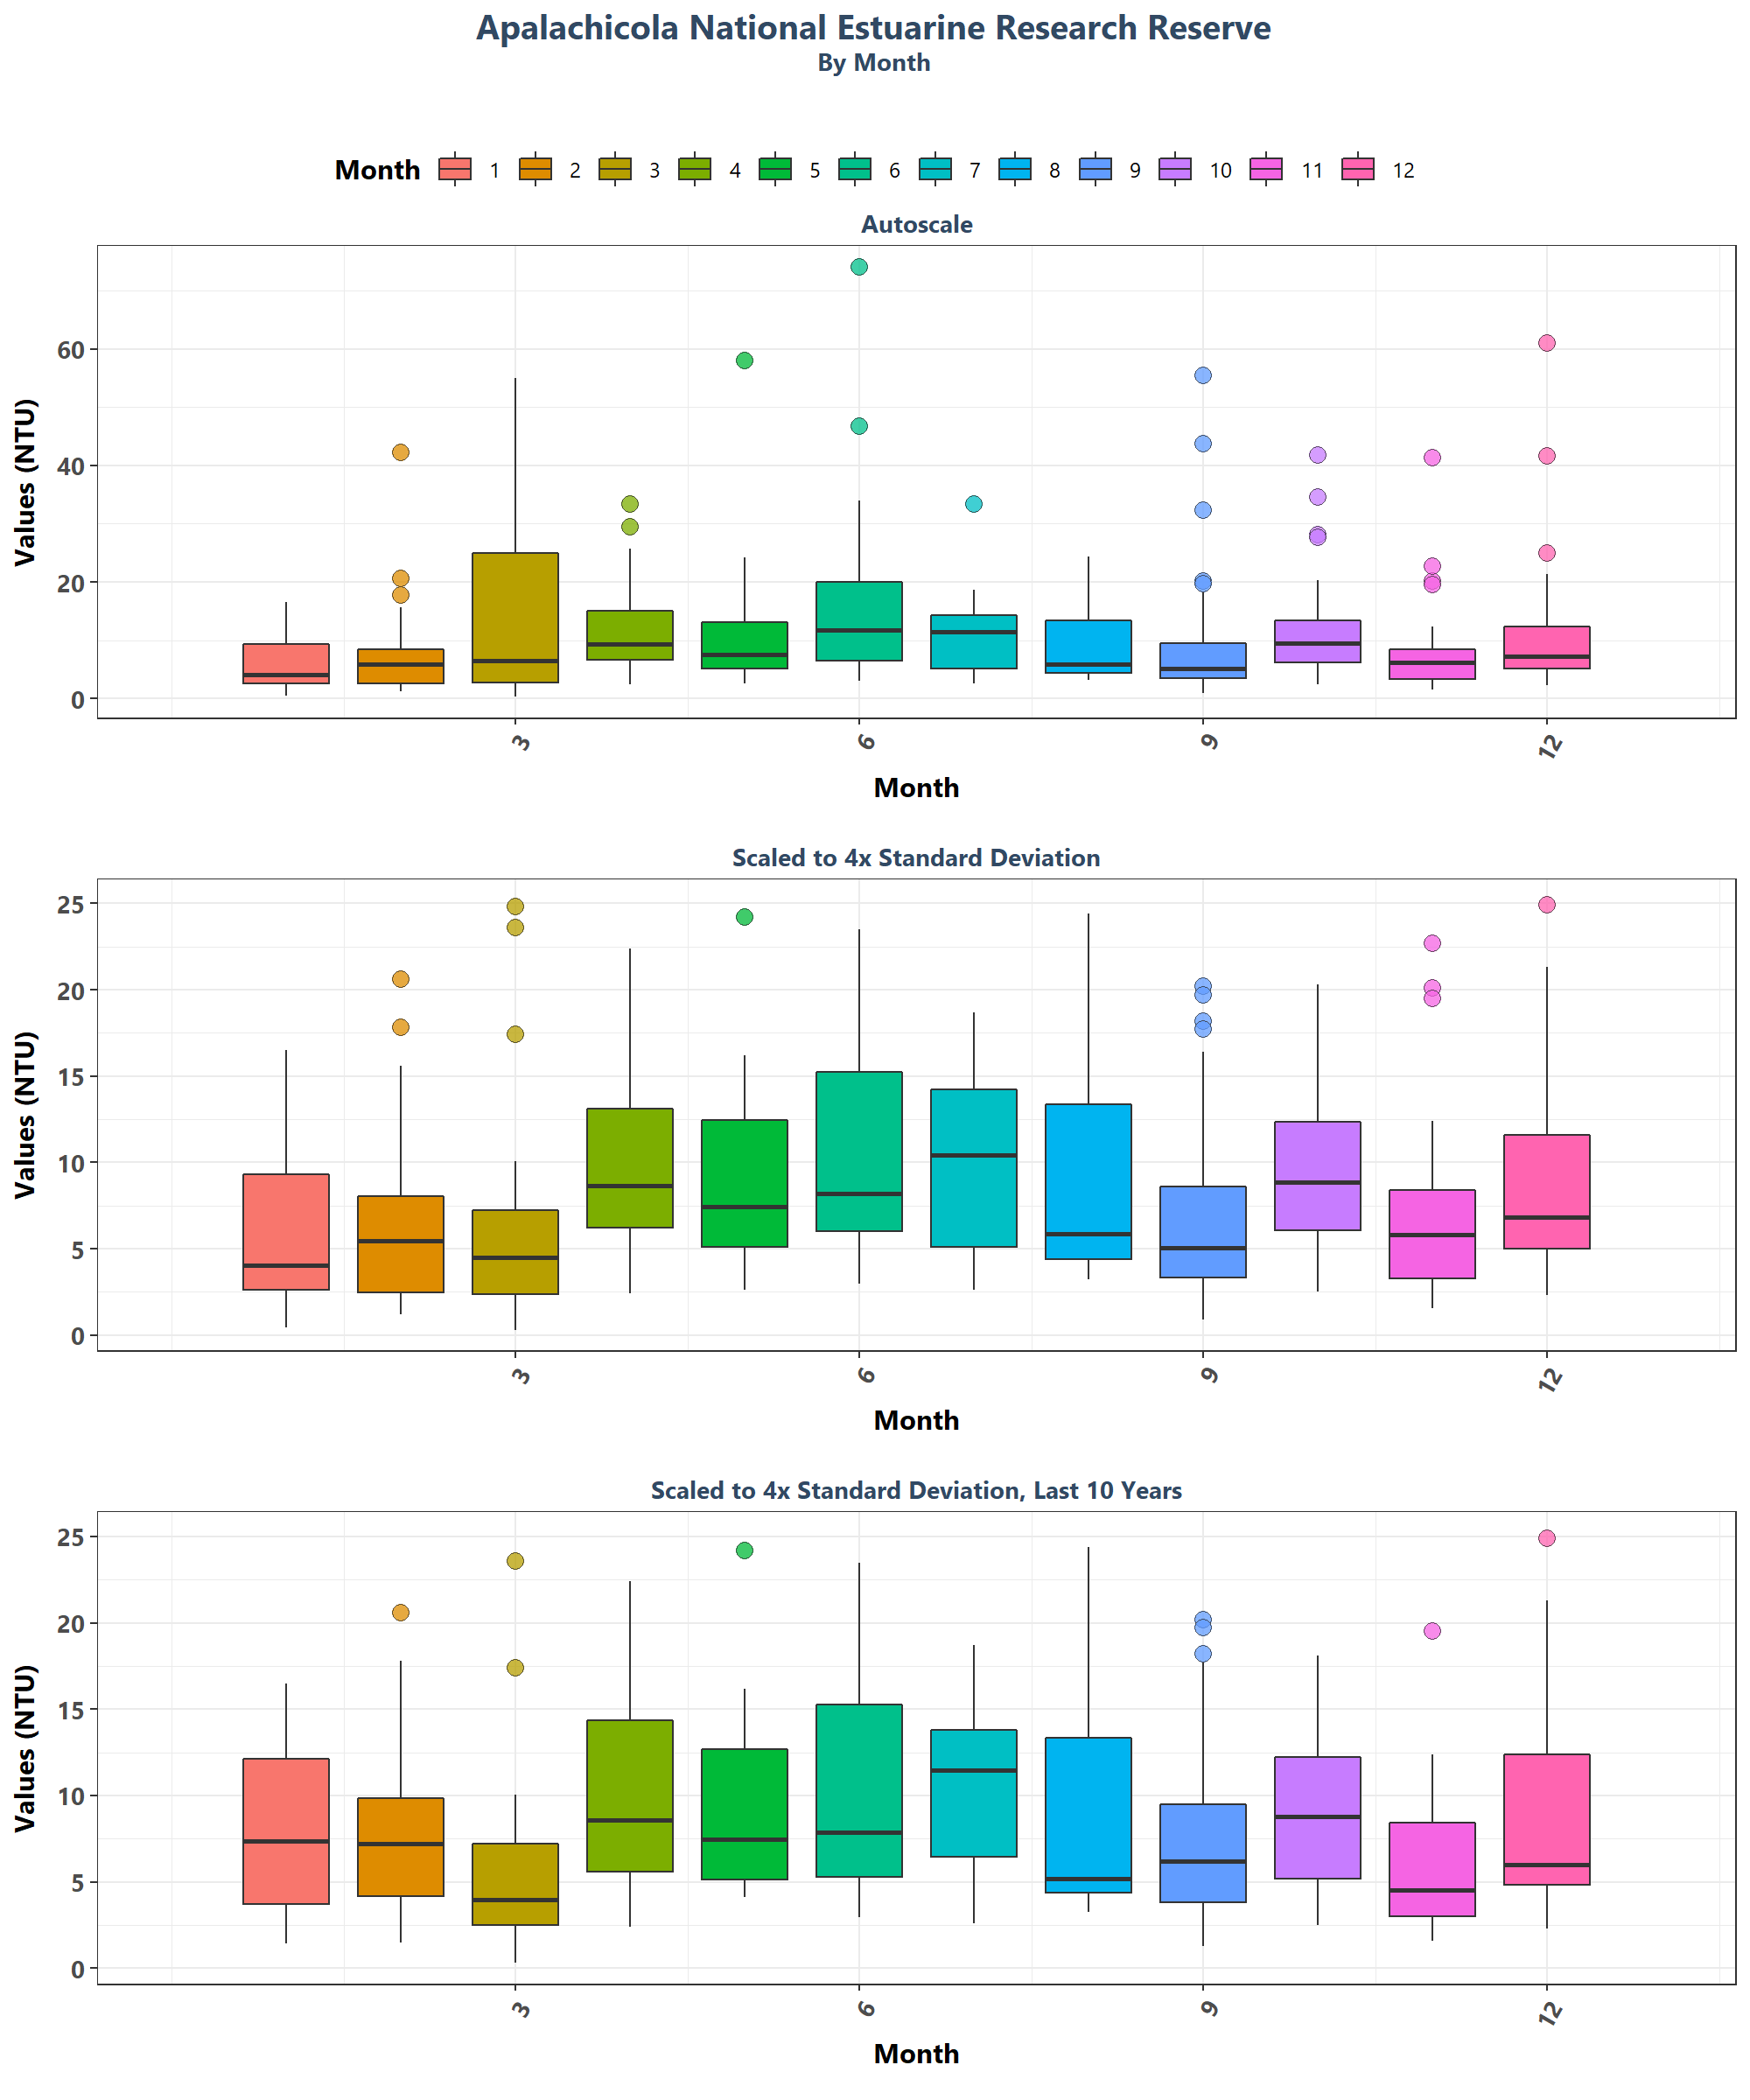 Apalachicola National Estuarine Research Reserve
By Month
Month 1 2 3 4 5 6 7 8 9 10 11 12
Autoscale
Values (NTU)
60
40
20
0
3 6 9 12
Month
Scaled to 4x Standard Deviation
Values (NTU)
25
20
15
10
5
0
3 6 9 12
Month
Scaled to 4x Standard Deviation, Last 10 Years
Values (NTU)
25
20
15
10
5
0
3 6 9 12
Month